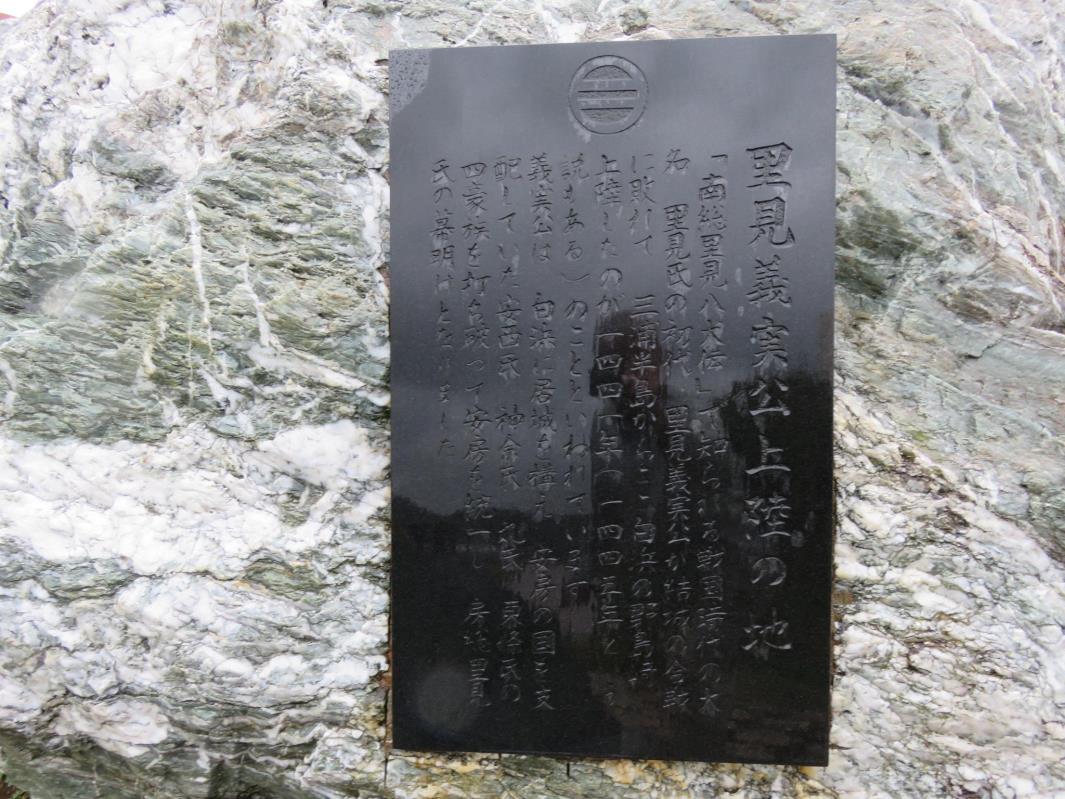 里見義実公上陸の地
「南総里見八犬伝」で知られる戦国時代の大
名 里見氏の初代 里見義実公が結城の合戦
に敗れて 三浦半島からここ白浜の野島岬
上陸したのが一四四一年(一四四五年と
説もある)のことといわれています
義実公は 白浜に居城を構え 安房の国を支
配していた安西氏 神余氏 丸氏 東條氏の
四豪族を打ち破って安房を統一し 房総里見
氏の幕明けとなりました